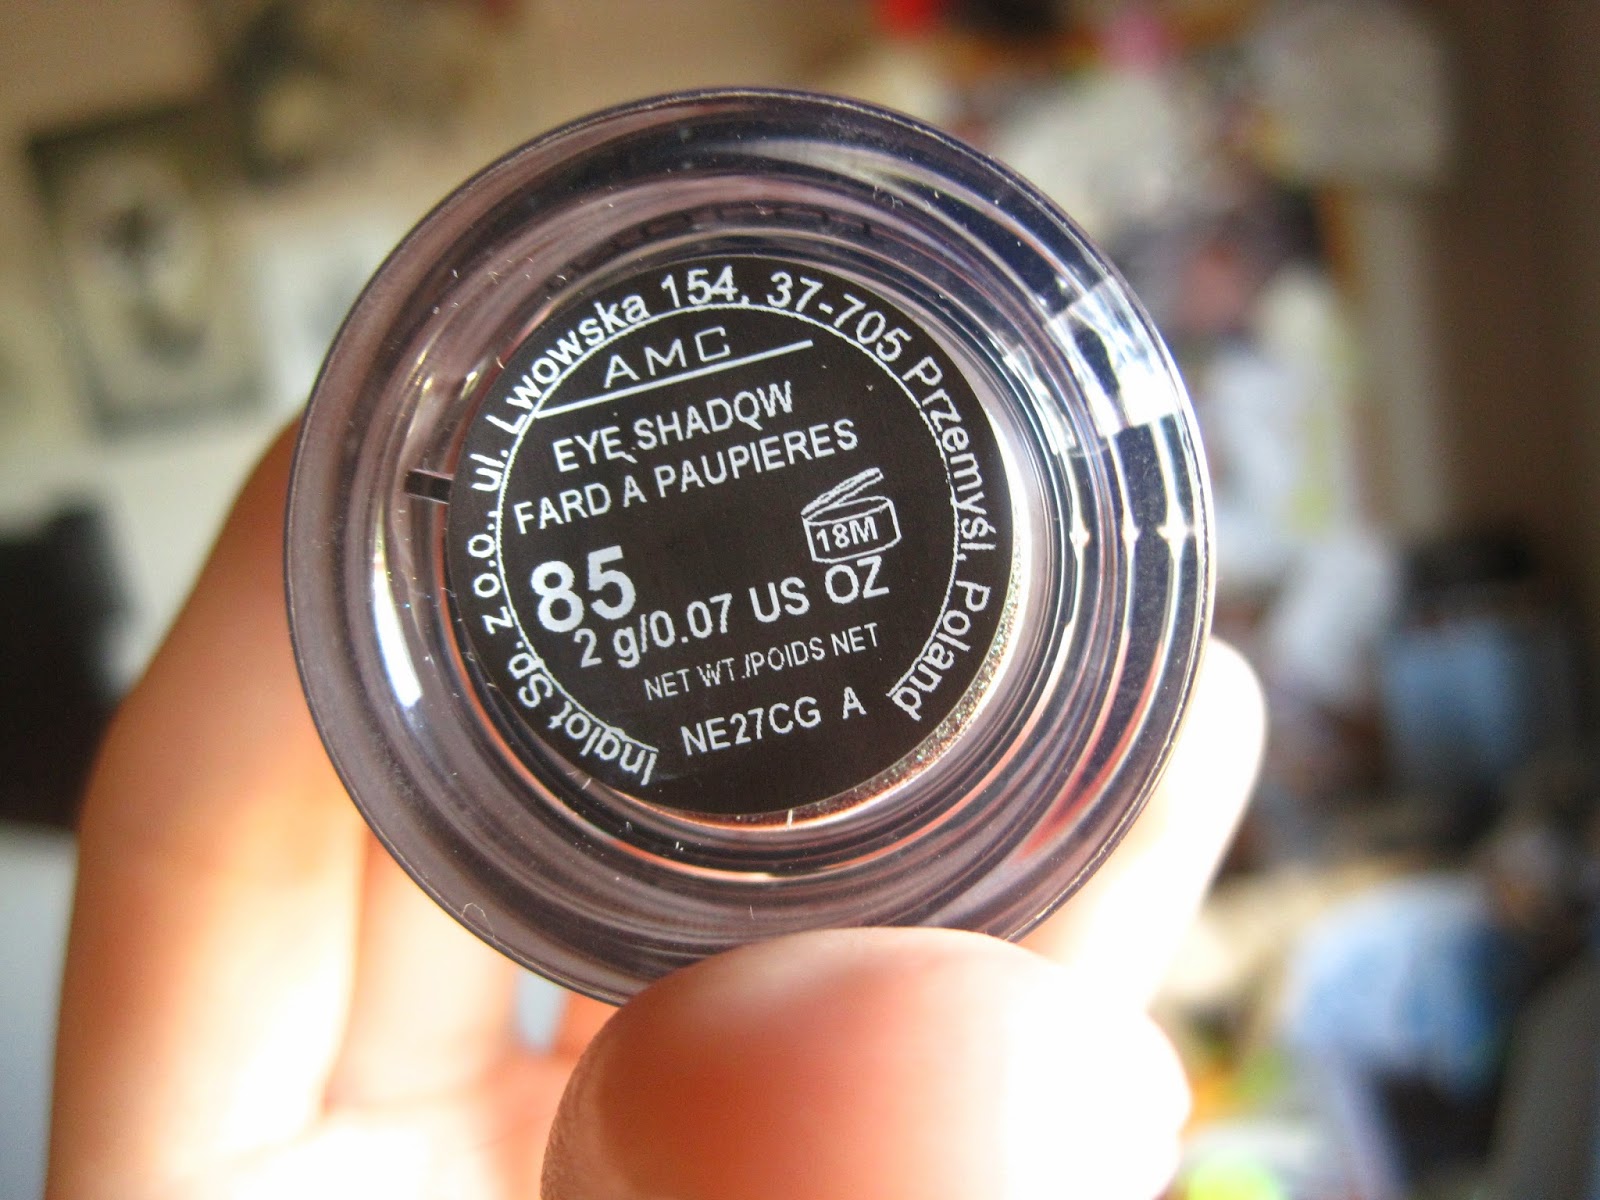 Inglot Sp. z o.o., ul. Lwowska 154, 37-705 Przemyśl, Poland
AMC
EYE SHADOW
FARD À PAUPIERES
18M
85
2 g/0.07 US OZ
NET WT./POIDS NET
NE27CG A